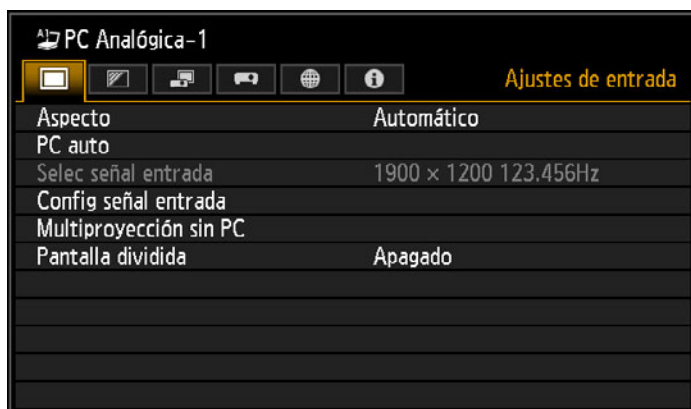 PC Analógica-1
Ajustes de entrada
Aspecto Automático
PC auto
Selec señal entrada 1900 × 1200 123.456Hz
Config señal entrada
Multiproyección sin PC
Pantalla dividida Apagado